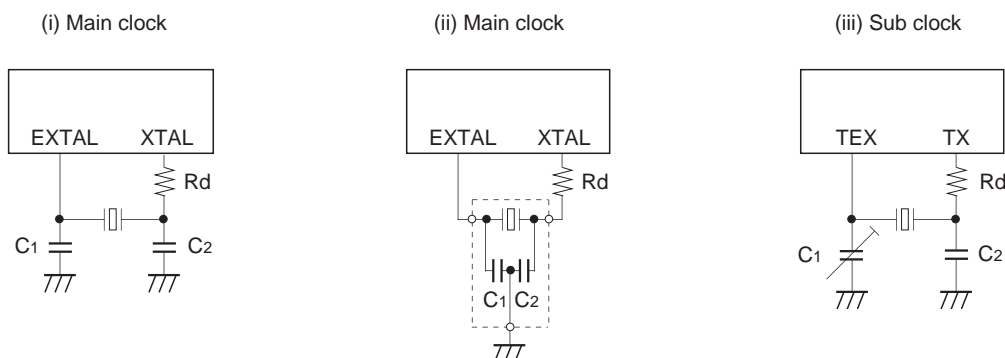 (i) Main clock
EXTAL XTAL
Rd
C1 C2
(ii) Main clock
EXTAL XTAL
Rd
C1 C2
(iii) Sub clock
TEX TX
Rd
C1 C2